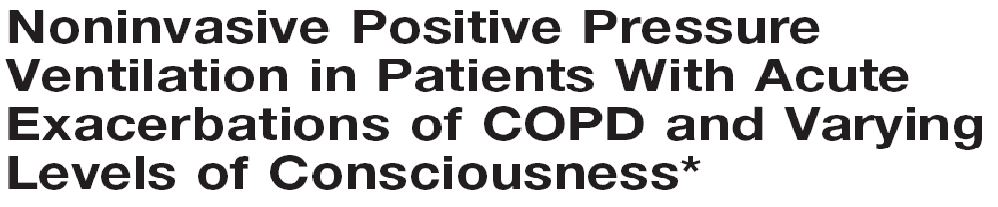 Noninvasive Positive Pressure
Ventilation in Patients With Acute
Exacerbations of COPD and Varying
Levels of Consciousness*